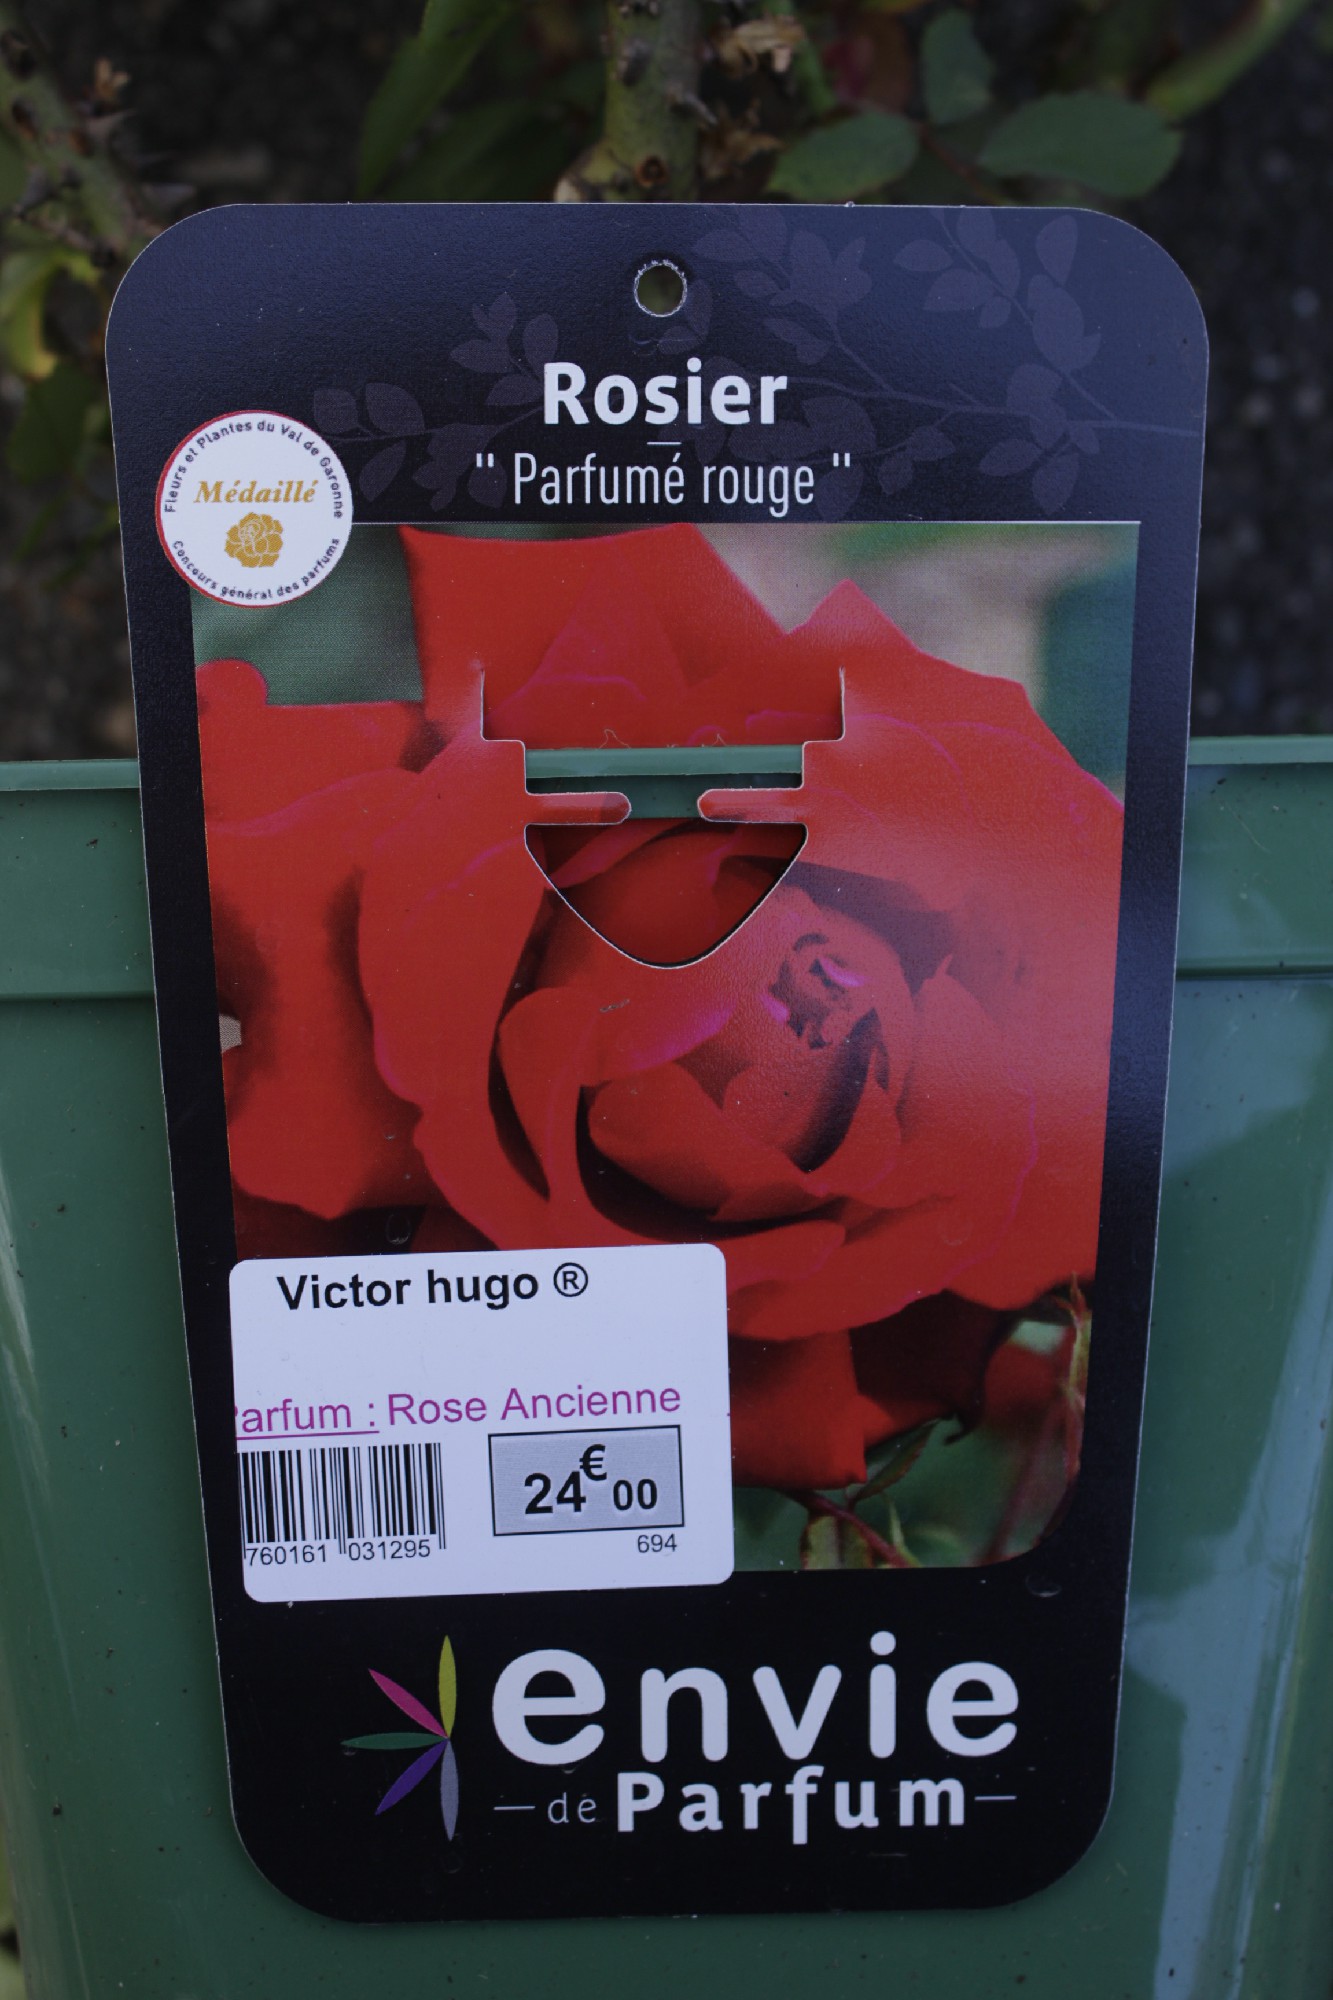 Rosier
" Parfumé rouge "
Fleurs et Plantes du Val de Garonne
Médaillé
Concours général des parfums
Victor hugo ®
Parfum : Rose Ancienne
24€00
760161 031295
694
envie
de Parfum